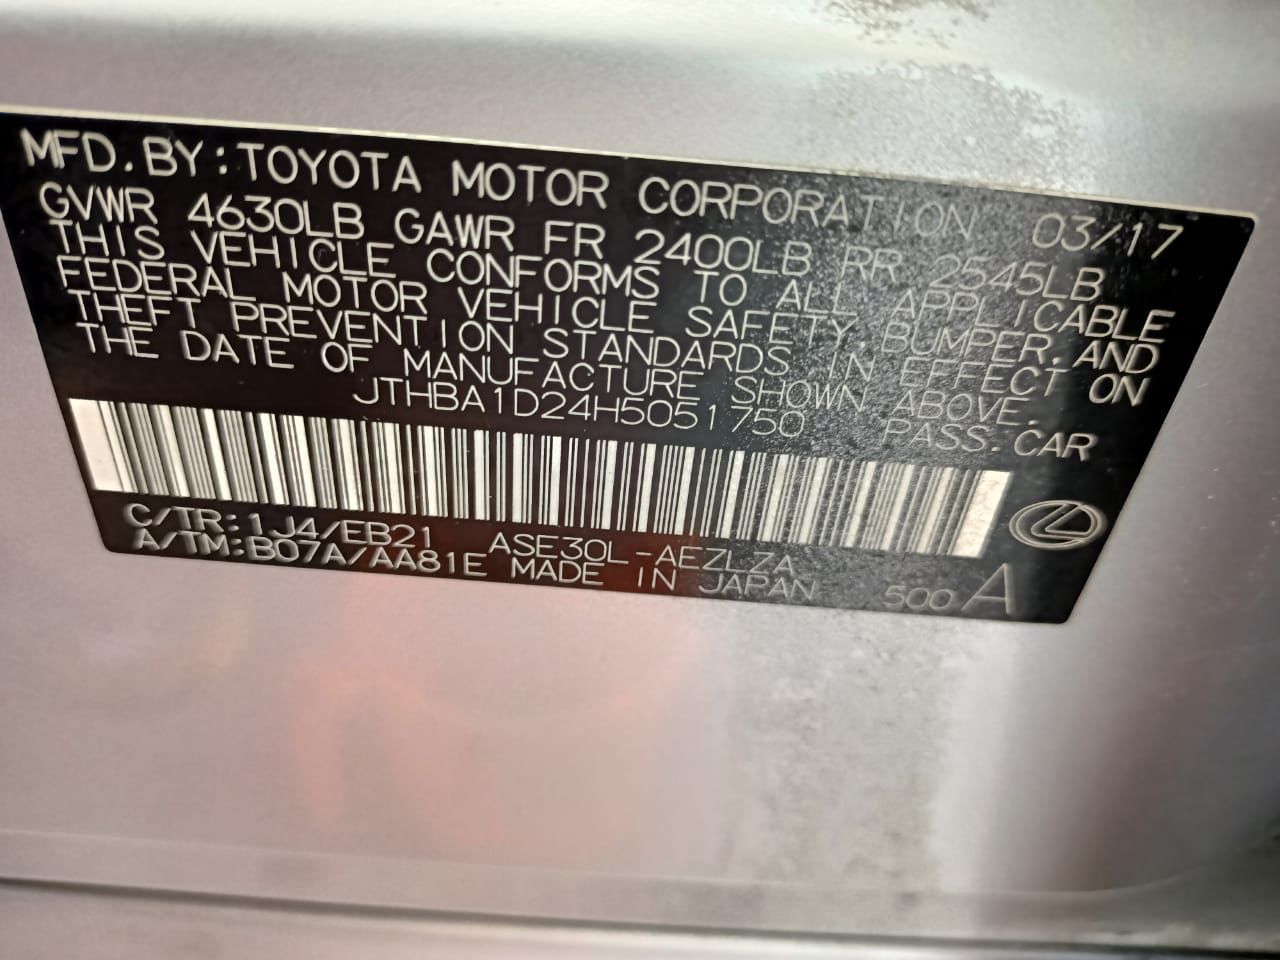 MFD.BY:TOYOTA MOTOR CORPORATION 03/17
GVWR 4630LB GAWR FR 2400LB RR 2545LB
THIS VEHICLE CONFORMS TO ALL APPLICABLE
FEDERAL MOTOR VEHICLE SAFETY,BUMPER,AND
THEFT PREVENTION STANDARDS IN EFFECT ON
THE DATE OF MANUFACTURE SHOWN ABOVE.
JTHBA1D24H5051750 PASS.CAR
C/TR:1J4/EB21 ASE30L-AEZLZA
A/TM:B07A/AA81E MADE IN JAPAN 500 A